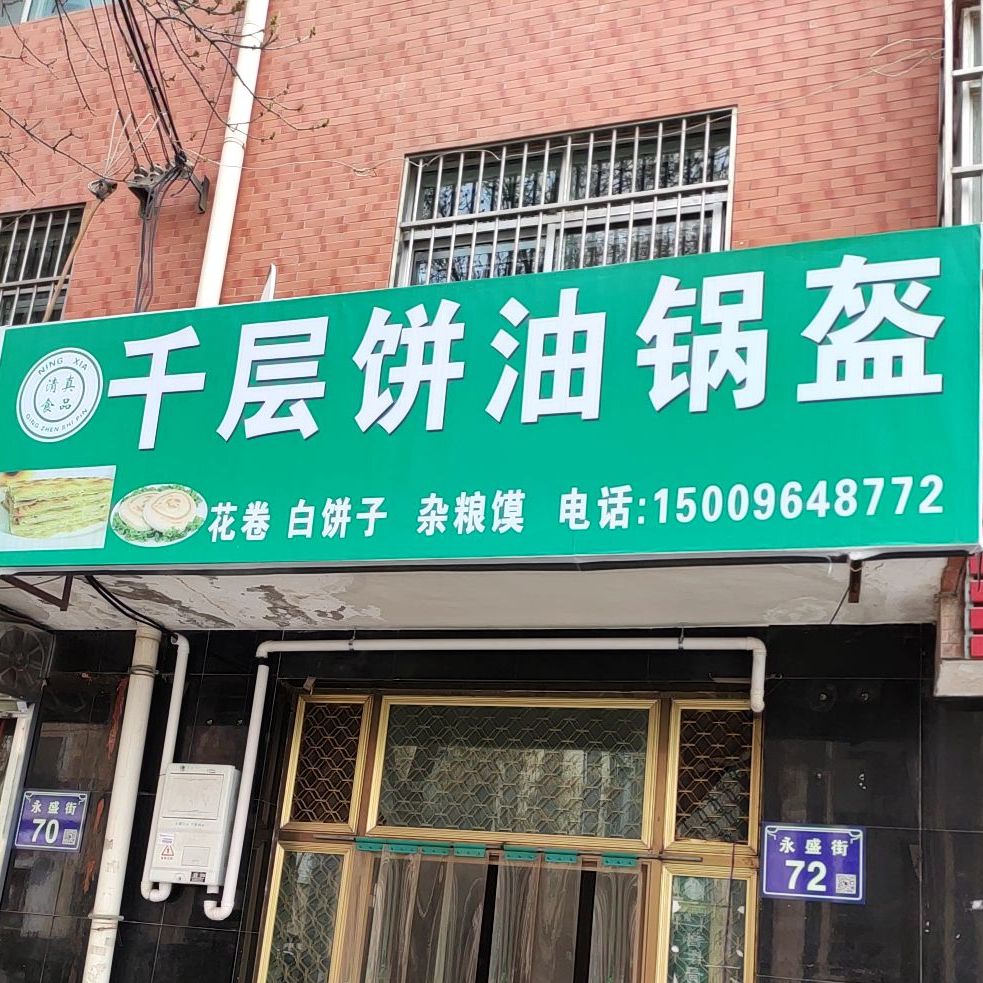 千层饼油锅盔
NING XIA
清真
食品
QING ZHEN SHI PIN
花卷 白饼子 杂粮馍 电话:15009648772
永盛街
70
永盛街
72